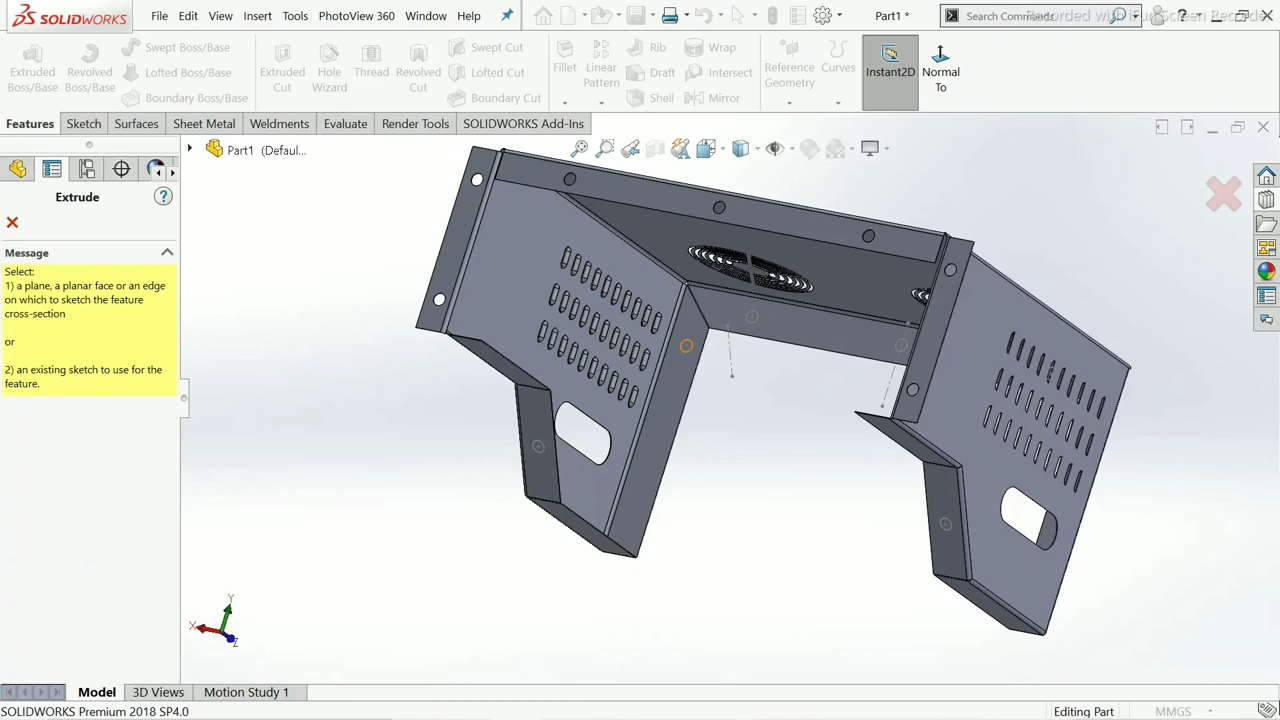 SOLIDWORKS
File Edit View Insert Tools PhotoView 360 Window Help
Part1 *
Search Commands
Extruded Boss/Base
Revolved Boss/Base
Swept Boss/Base
Lofted Boss/Base
Boundary Boss/Base
Extruded Cut
Hole Wizard
Thread
Revolved Cut
Swept Cut
Lofted Cut
Boundary Cut
Fillet
Linear Pattern
Rib
Draft
Shell
Wrap
Intersect
Mirror
Reference Geometry
Curves
Instant2D
Normal To
Features Sketch Surfaces Sheet Metal Weldments Evaluate Render Tools SOLIDWORKS Add-Ins
Part1 (Defaul...
Extrude
Message
Select:
1) a plane, a planar face or an edge
on which to sketch the feature
cross-section
or
2) an existing sketch to use for the
feature.
Y
X
Z
Model 3D Views Motion Study 1
SOLIDWORKS Premium 2018 SP4.0
Editing Part
MMGS